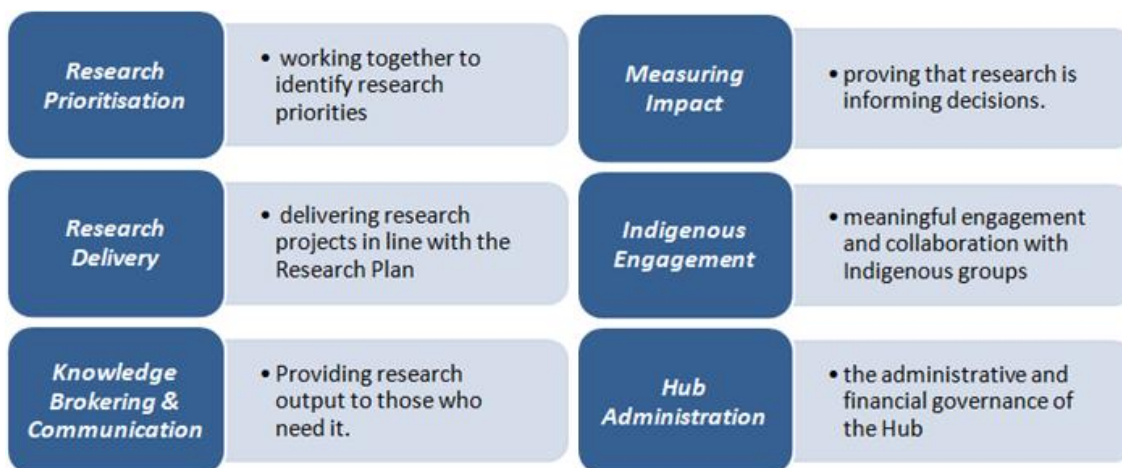 Research
Prioritisation
• working together to
identify research
priorities
Measuring
Impact
• proving that research is
informing decisions.
Research
Delivery
• delivering research
projects in line with the
Research Plan
Indigenous
Engagement
• meaningful engagement
and collaboration with
Indigenous groups
Knowledge
Brokering &
Communication
• Providing research
output to those who
need it.
Hub
Administration
• the administrative and
financial governance of
the Hub